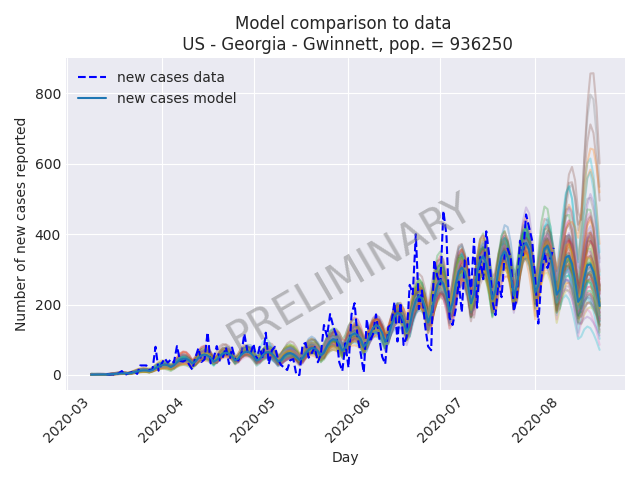 Model comparison to data
US - Georgia - Gwinnett, pop. = 936250
new cases data
new cases model
Number of new cases reported
800
600
400
200
0
PRELIMINARY
2020-03
2020-04
2020-05
2020-06
2020-07
2020-08
Day